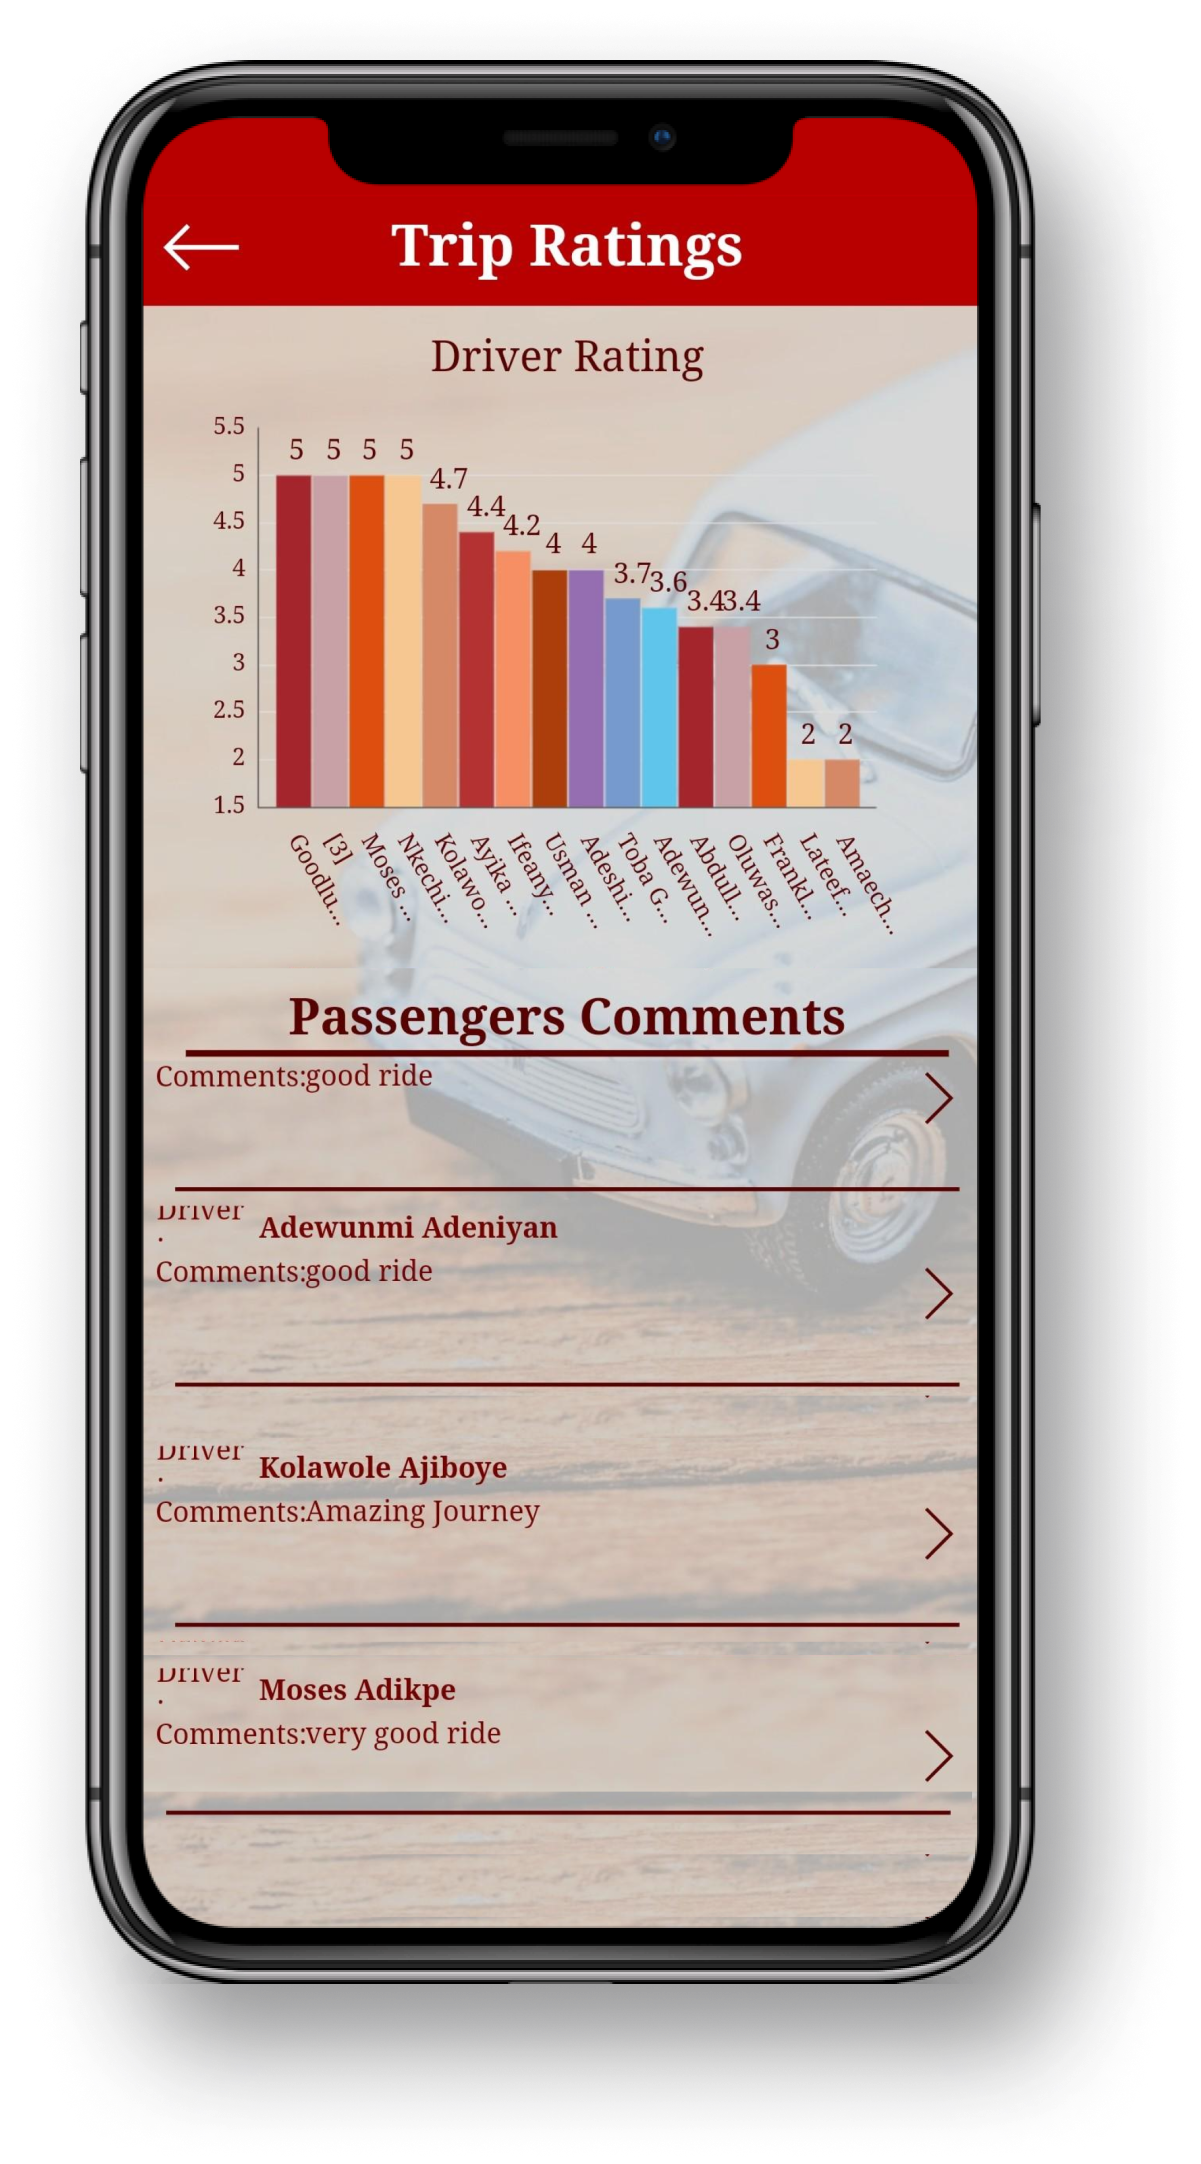 Trip Ratings
Driver Rating
5.5
5
4.5
4
3.5
3
2.5
2
1.5
5 5 5 5 4.7 4.4 4.2 4 4 3.7 3.6 3.4 3.4 3 2 2
Goodlu...
[3]
Moses ...
Nkechi...
Kolawo...
Ayika ...
Ifeany...
Usman ...
Adeshi...
Toba G...
Adewun...
Abdull...
Oluwas...
Frankl...
Lateef...
Amaech...
Passengers Comments
Comments:good ride
Driver Adewunmi Adeniyan
Comments:good ride
Driver Kolawole Ajiboye
Comments:Amazing Journey
Driver Moses Adikpe
Comments:very good ride